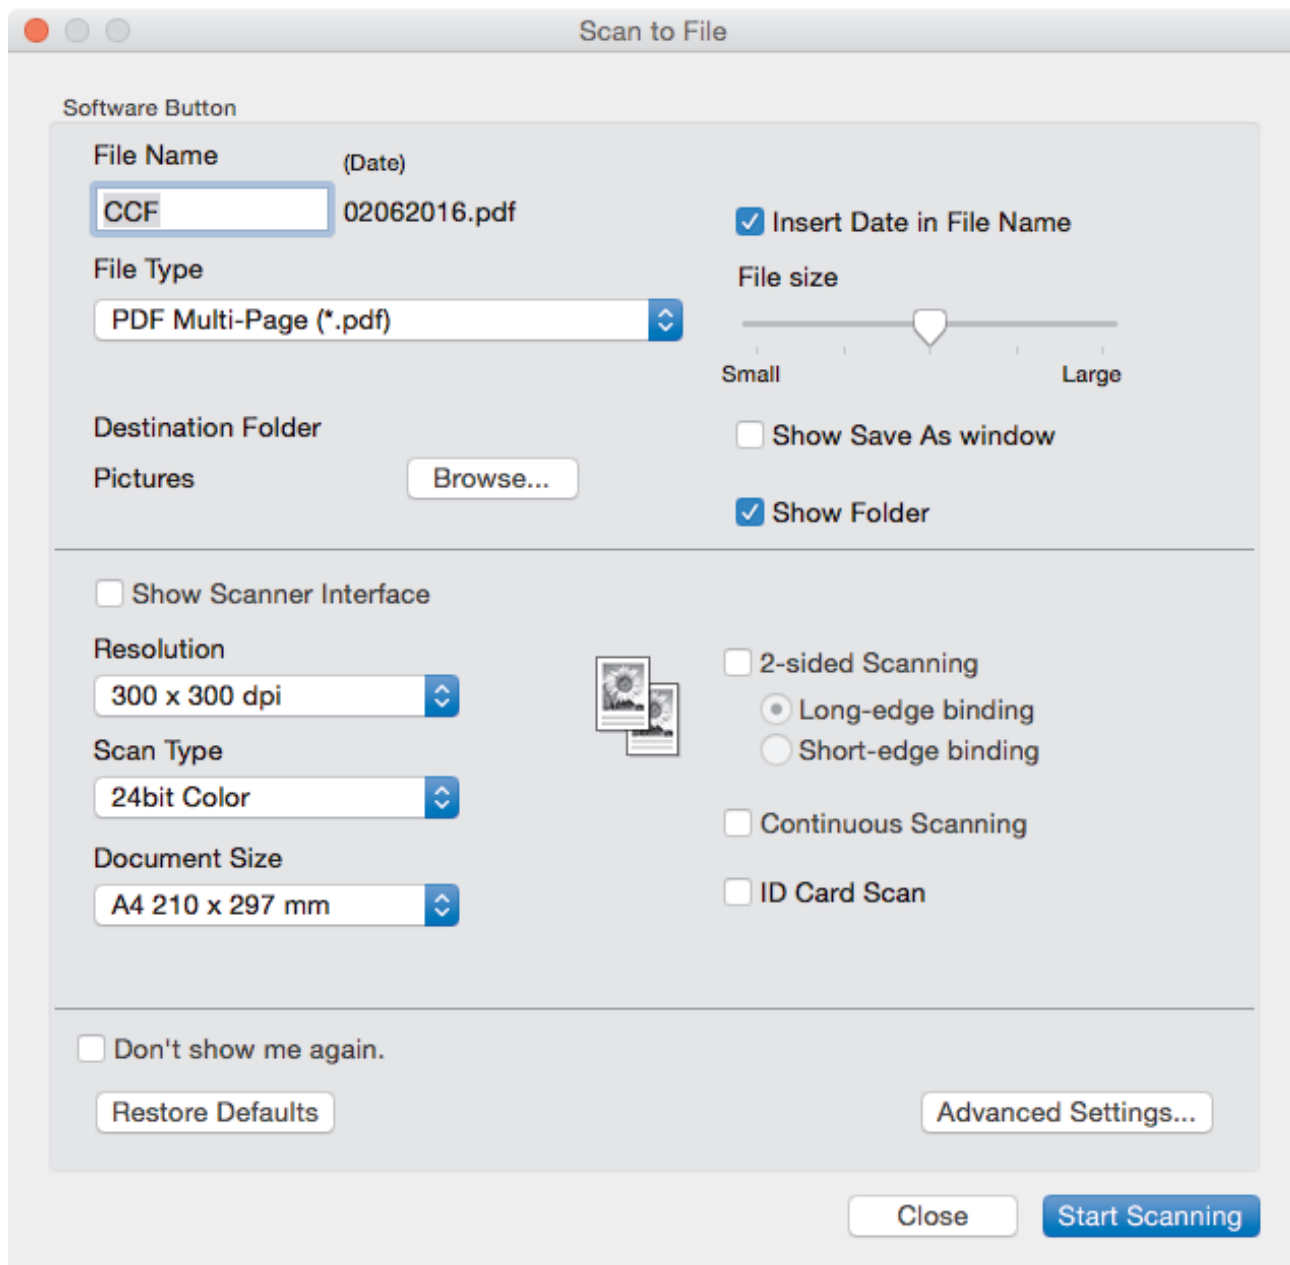 Scan to File
Software Button
File Name (Date)
CCF 02062016.pdf
Insert Date in File Name
File Type
File size
PDF Multi-Page (*.pdf)
Small Large
Destination Folder
Show Save As window
Pictures Browse...
Show Folder
Show Scanner Interface
Resolution
300 x 300 dpi
Scan Type
24bit Color
Document Size
A4 210 x 297 mm
2-sided Scanning
Long-edge binding
Short-edge binding
Continuous Scanning
ID Card Scan
Don't show me again.
Restore Defaults Advanced Settings...
Close Start Scanning